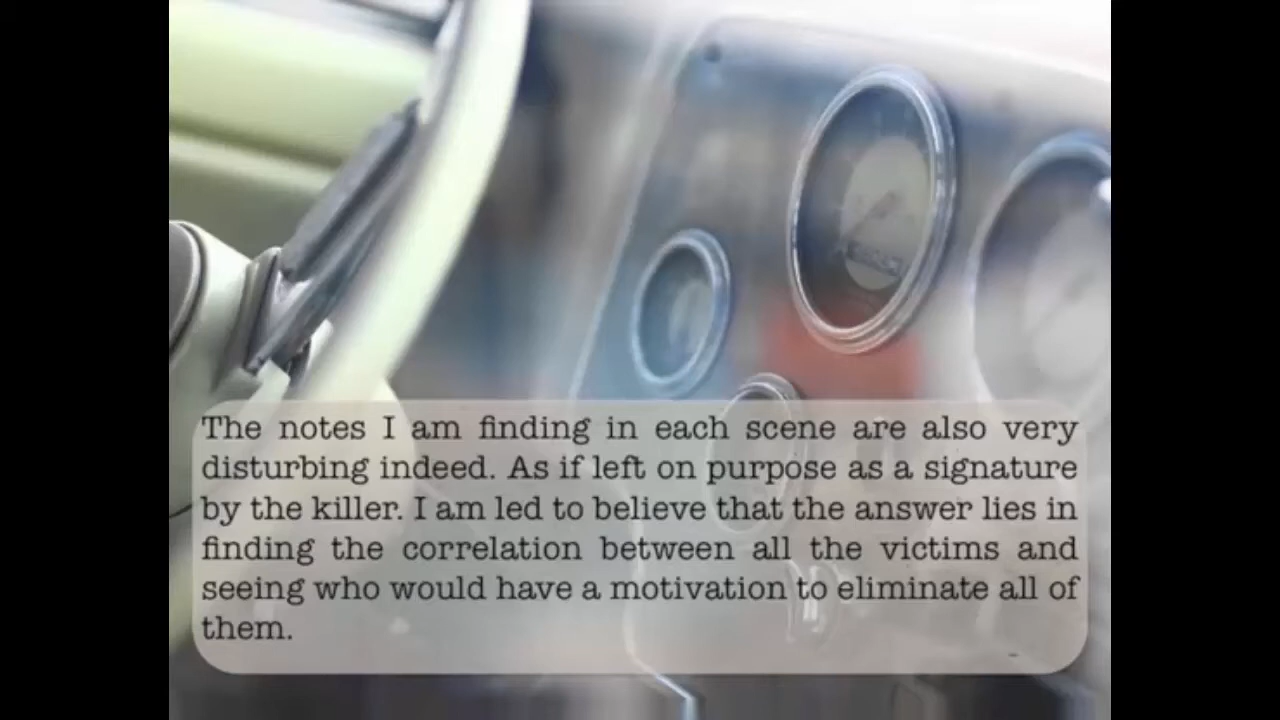 The notes I am finding in each scene are also very
disturbing indeed. As if left on purpose as a signature
by the killer. I am led to believe that the answer lies in
finding the correlation between all the victims and
seeing who would have a motivation to eliminate all of
them.